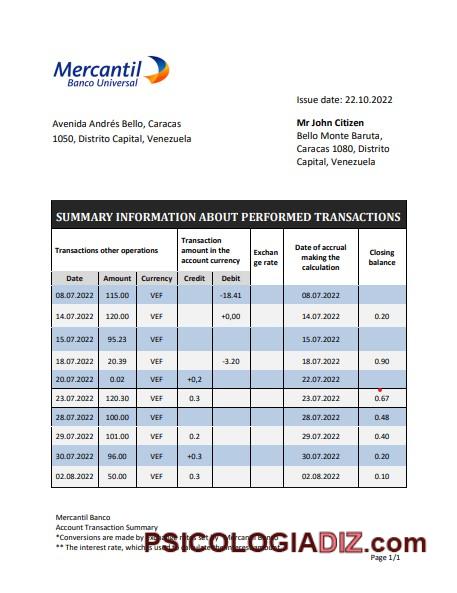 Mercantil
Banco Universal
Issue date: 22.10.2022
Avenida Andrés Bello, Caracas
1050, Distrito Capital, Venezuela
Mr John Citizen
Bello Monte Baruta,
Caracas 1080, Distrito
Capital, Venezuela
SUMMARY INFORMATION ABOUT PERFORMED TRANSACTIONS
Transactions other operations Transaction amount in the account currency Exchan ge rate Date of accrual making the calculation Closing balance
Date Amount Currency Credit Debit
08.07.2022 115.00 VEF -18.41 08.07.2022
14.07.2022 120.00 VEF +0,00 14.07.2022 0.20
15.07.2022 95.23 VEF 15.07.2022
18.07.2022 20.39 VEF -3.20 18.07.2022 0.90
20.07.2022 0.02 VEF +0,2 22.07.2022
23.07.2022 120.30 VEF 0.3 23.07.2022 0.67
28.07.2022 100.00 VEF 28.07.2022 0.48
29.07.2022 101.00 VEF 0.2 29.07.2022 0.40
30.07.2022 96.00 VEF +0.3 30.07.2022 0.20
02.08.2022 50.00 VEF 0.3 02.08.2022 0.10
Mercantil Banco
Account Transaction Summary
*Conversions are made by rates set by Mercantil Banco
** The interest rate, which
PSICOLOGIADIZ.com
Page 1/1